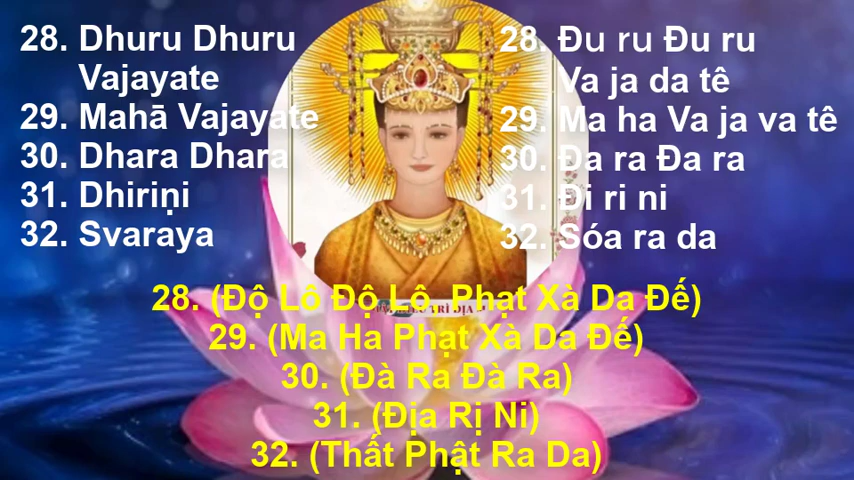 28. Dhuru Dhuru
Vajayate
29. Mahā Vajayate
30. Dhara Dhara
31. Dhiriṇi
32. Svaraya
28. Đu ru Đu ru
Va ja da tê
29. Ma ha Va ja va tê
30. Đa ra Đa ra
31. Đi ri ni
32. Sóa ra da
TRÌ ĐỊA
28. (Độ Lô Độ Lô Phạt Xà Da Đế)
29. (Ma Ha Phạt Xà Da Đế)
30. (Đà Ra Đà Ra)
31. (Địa Rị Ni)
32. (Thất Phật Ra Da)